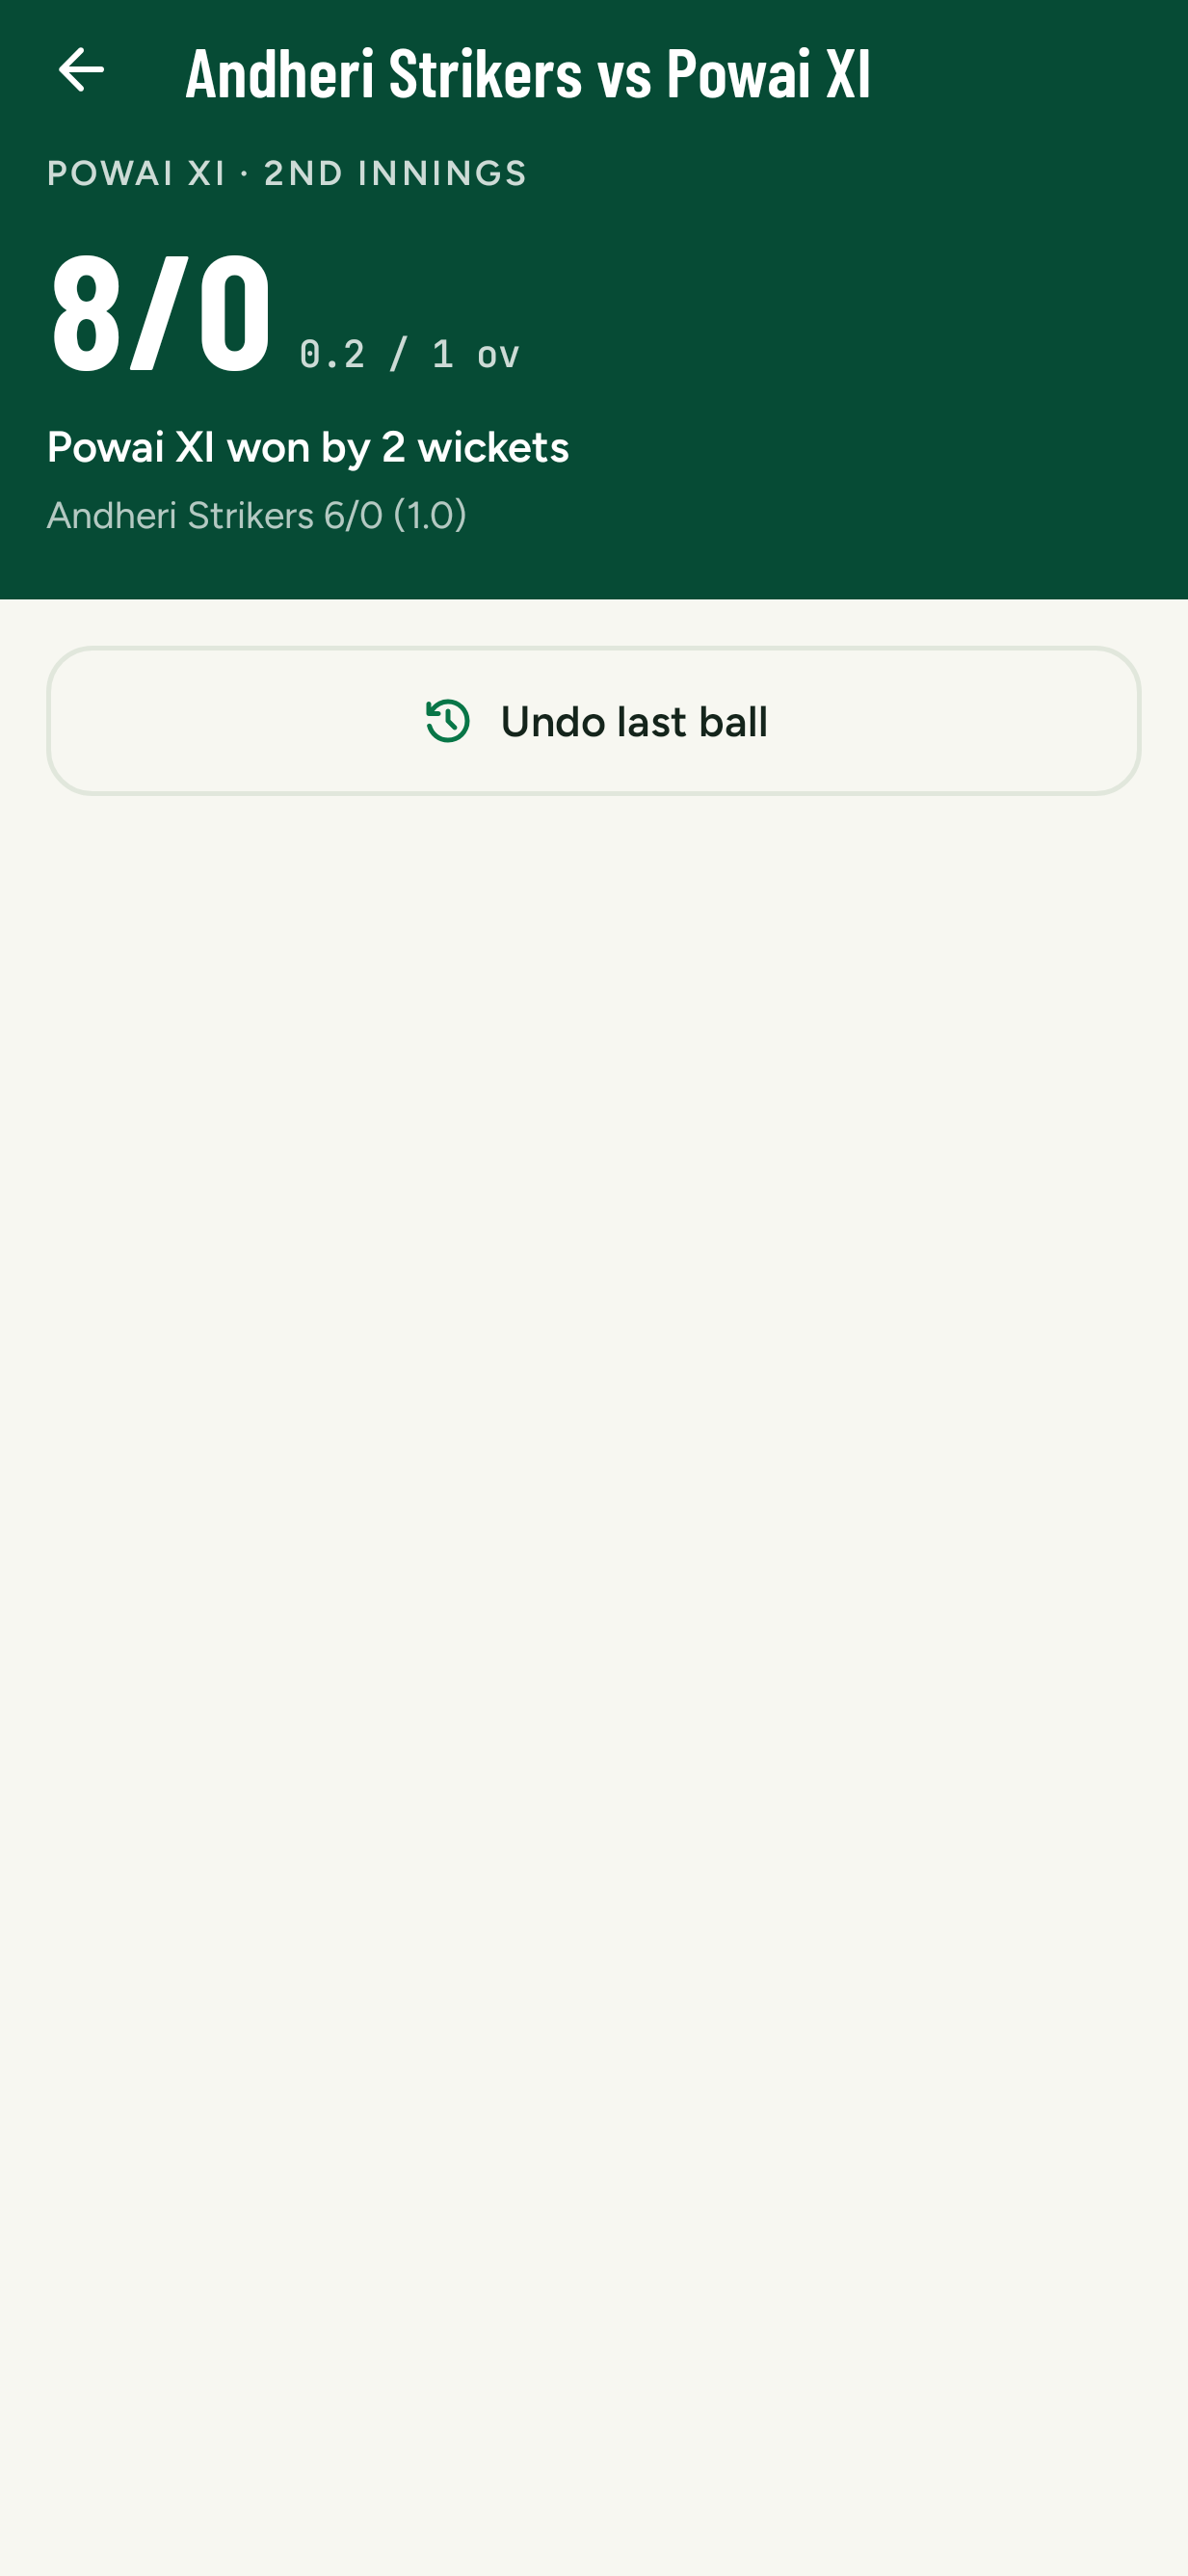 Andheri Strikers vs Powai XI
POWAI XI · 2ND INNINGS
8/0 0.2 / 1 ov
Powai XI won by 2 wickets
Andheri Strikers 6/0 (1.0)
Undo last ball